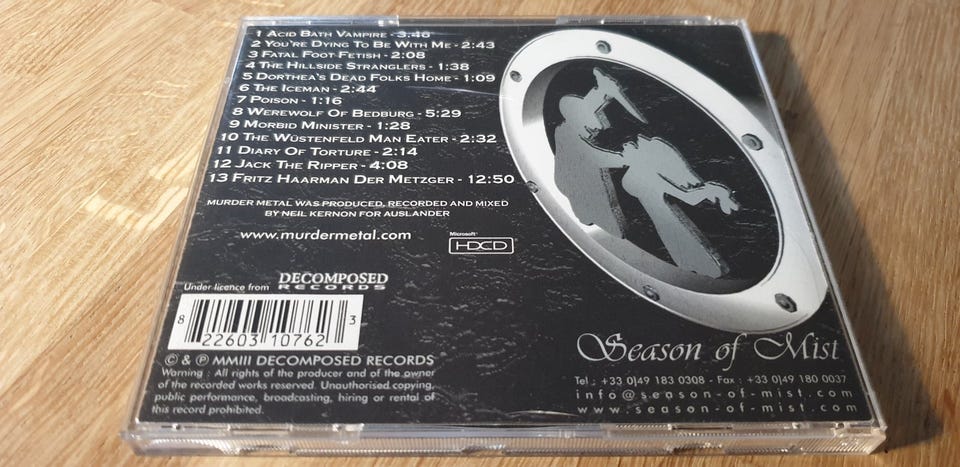 1 Acid Bath Vampire - 3:46
2 You're Dying To Be With Me - 2:43
3 Fatal Foot Fetish - 2:08
4 The Hillside Stranglers - 1:38
5 Dorthea's Dead Folks Home - 1:09
6 The Iceman - 2:44
7 Poison - 1:16
8 Werewolf Of Bedburg - 5:29
9 Morbid Minister - 1:28
10 The Wüstenfeld Man Eater - 2:32
11 Diary Of Torture - 2:14
12 Jack The Ripper - 4:08
13 Fritz Haarman Der Metzger - 12:50
MURDER METAL WAS PRODUCED, RECORDED AND MIXED
BY NEIL KERNON FOR AUSLANDER
www.murdermetal.com
Microsoft
HDCD
Under licence from DECOMPOSED
RECORDS
8 22603 10762 3
© & ℗ MMIII DECOMPOSED RECORDS
Warning : All rights of the producer and of the owner
of the recorded works reserved. Unauthorised copying,
public performance, broadcasting, hiring or rental of
this record prohibited.
Season of Mist
Tel : +33 0)49 183 0308 - Fax : +33 0)49 180 0037
info@season-of-mist.com
www.season-of-mist.com